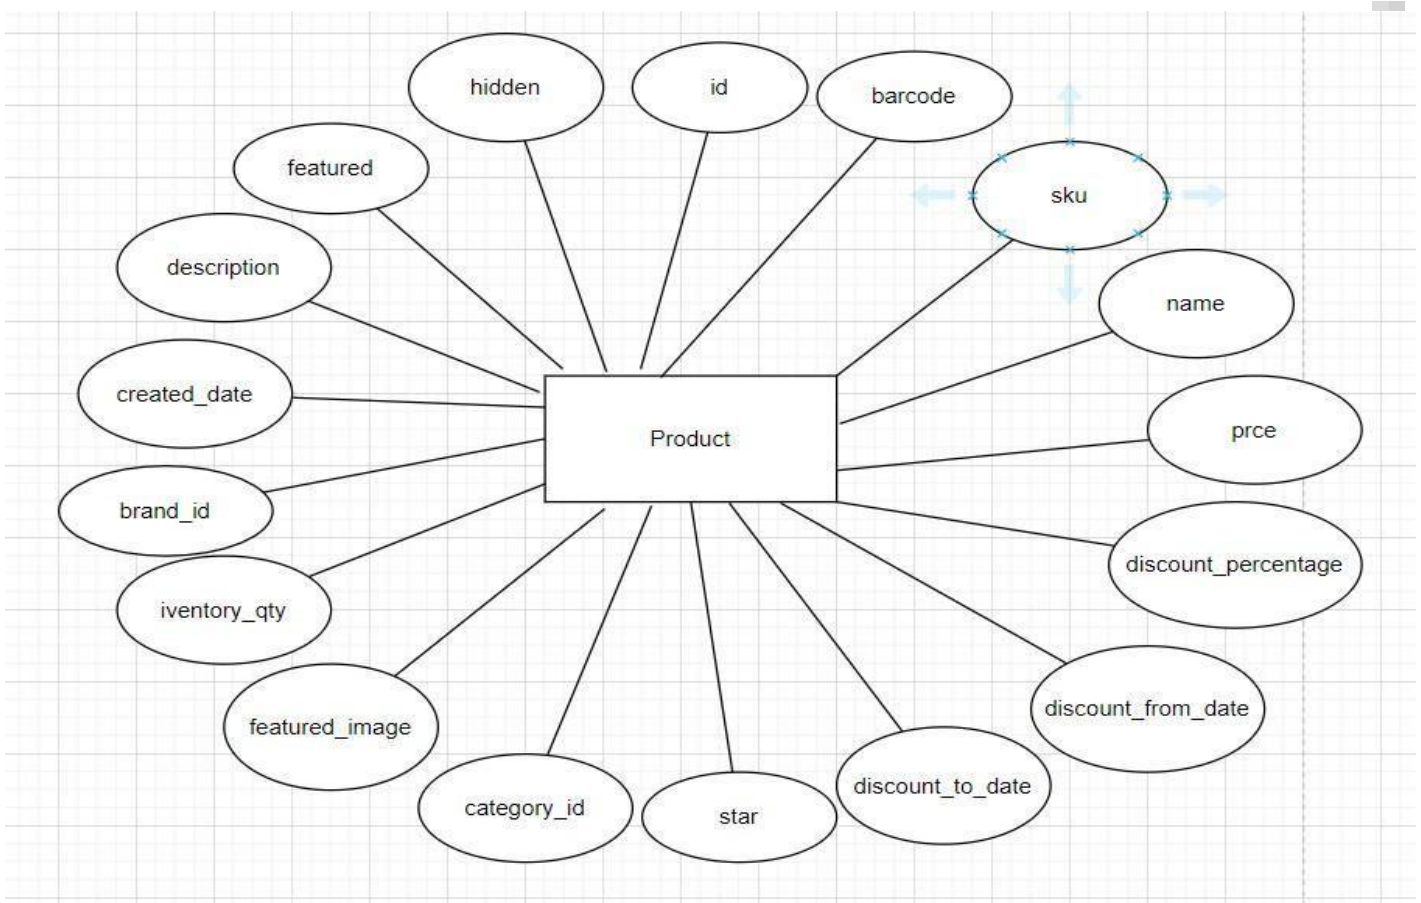 hidden
id
barcode
featured
sku
description
name
created_date
prce
Product
brand_id
discount_percentage
iventory_qty
discount_from_date
featured_image
discount_to_date
category_id
star